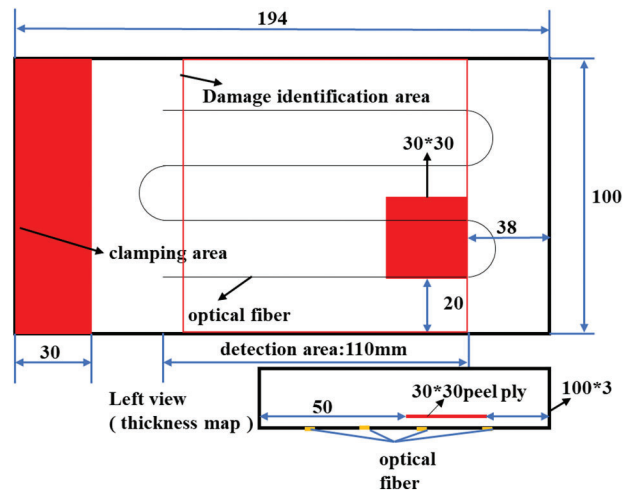 194
Damage identification area
30*30
100
38
clamping area
20
optical fiber
30
detection area:110mm
Left view
( thickness map )
50
30*30peel ply
100*3
optical
fiber